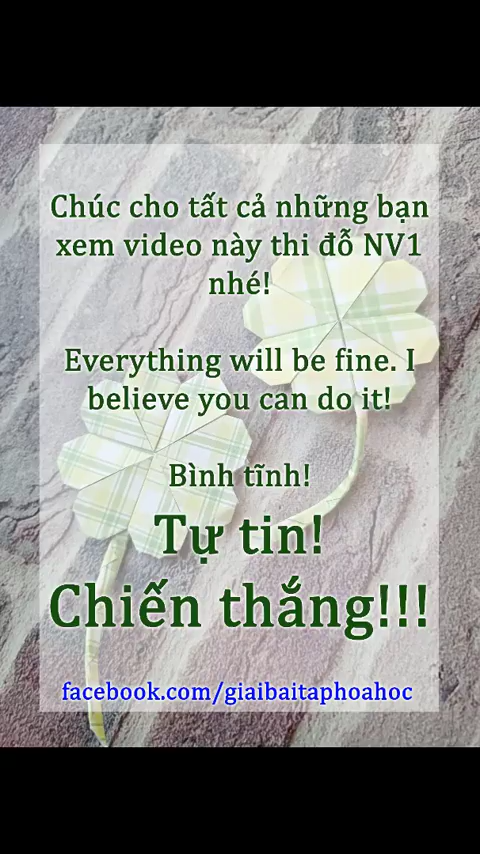 Chúc cho tất cả những bạn
xem video này thi đỗ NV1
nhé!
Everything will be fine. I
believe you can do it!
Bình tĩnh!
Tự tin!
Chiến thắng!!!
facebook.com/giaibaitaphoahoc